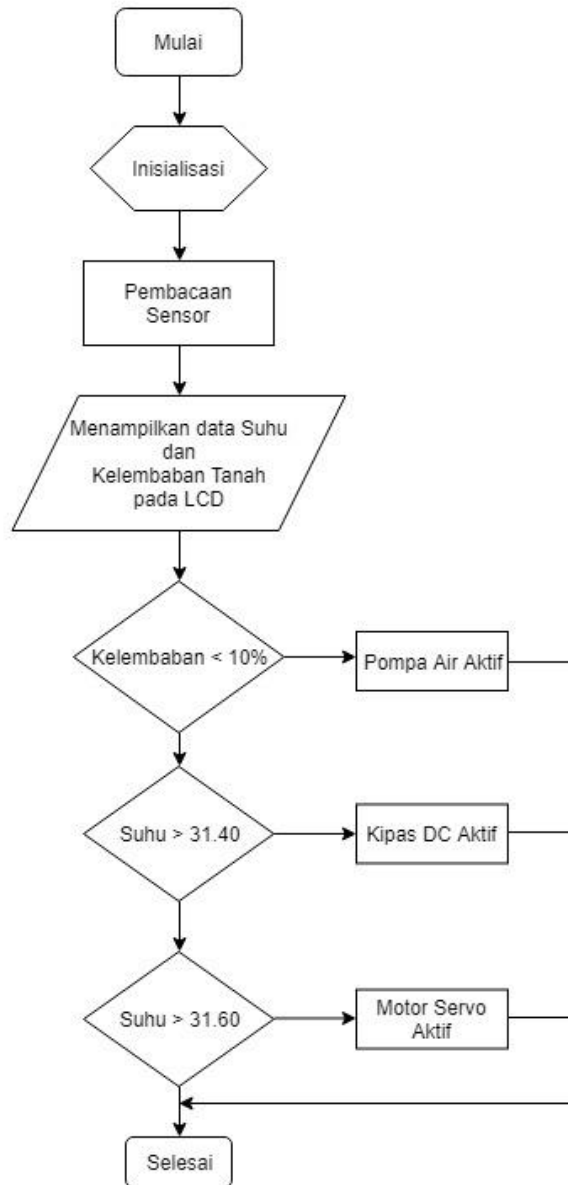 Mulai
Inisialisasi
Pembacaan
Sensor
Menampilkan data Suhu
dan
Kelembaban Tanah
pada LCD
Kelembaban < 10%
Pompa Air Aktif
Suhu > 31.40
Kipas DC Aktif
Suhu > 31.60
Motor Servo
Aktif
Selesai